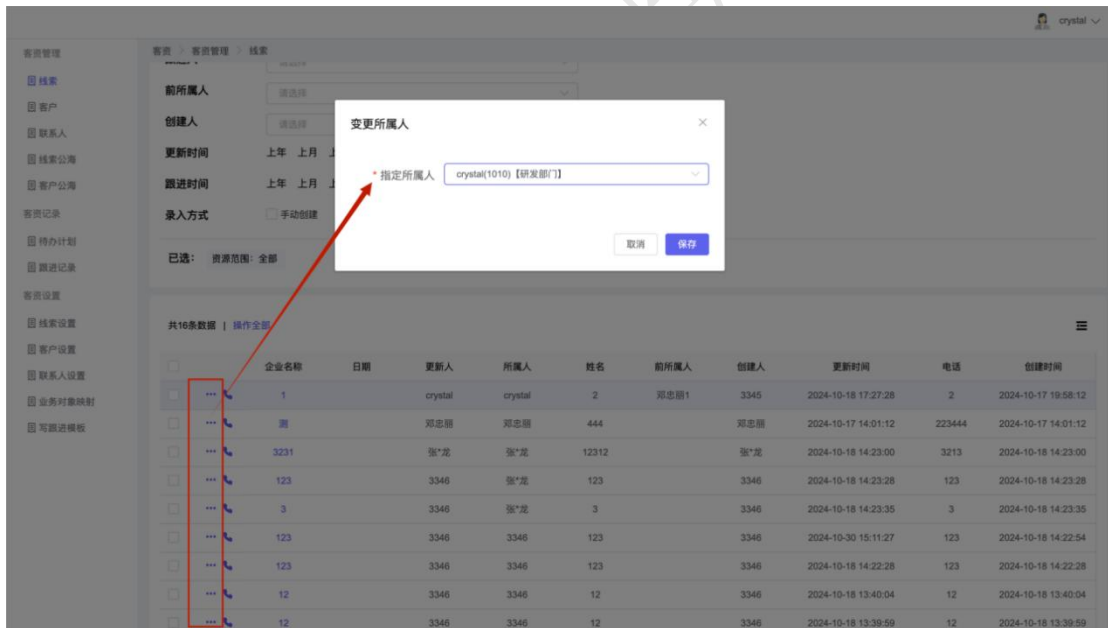 crystal
客资管理
线索
客户
联系人
线索公海
客户公海
客资记录
待办计划
跟进记录
客资设置
线索设置
客户设置
联系人设置
业务对象映射
写跟进模板
客资 > 客资管理 > 线索
前所属人 请选择
创建人 请选择
更新时间 上年 上月
跟进时间 上年 上月
录入方式 手动创建
已选： 资源范围：全部
变更所属人
* 指定所属人 crystal(1010)【研发部门】
取消 保存
共16条数据 | 操作全部
企业名称 日期 更新人 所属人 姓名 前所属人 创建人 更新时间 电话 创建时间
1 crystal crystal 2 邓忠丽1 3345 2024-10-18 17:27:28 2 2024-10-17 19:58:12
测 邓忠丽 邓忠丽 444 邓忠丽 2024-10-17 14:01:12 223444 2024-10-17 14:01:12
3231 张*龙 张*龙 12312 张*龙 2024-10-18 14:23:00 3213 2024-10-18 14:23:00
123 3346 张*龙 123 3346 2024-10-18 14:23:28 123 2024-10-18 14:23:28
3 3346 张*龙 3 3346 2024-10-18 14:23:35 3 2024-10-18 14:23:35
123 3346 3346 123 3346 2024-10-30 15:11:27 123 2024-10-18 14:22:54
123 3346 3346 123 3346 2024-10-18 14:22:28 123 2024-10-18 14:22:28
12 3346 3346 12 3346 2024-10-18 13:40:04 12 2024-10-18 13:40:04
12 3346 3346 12 3346 2024-10-18 13:39:59 12 2024-10-18 13:39:59